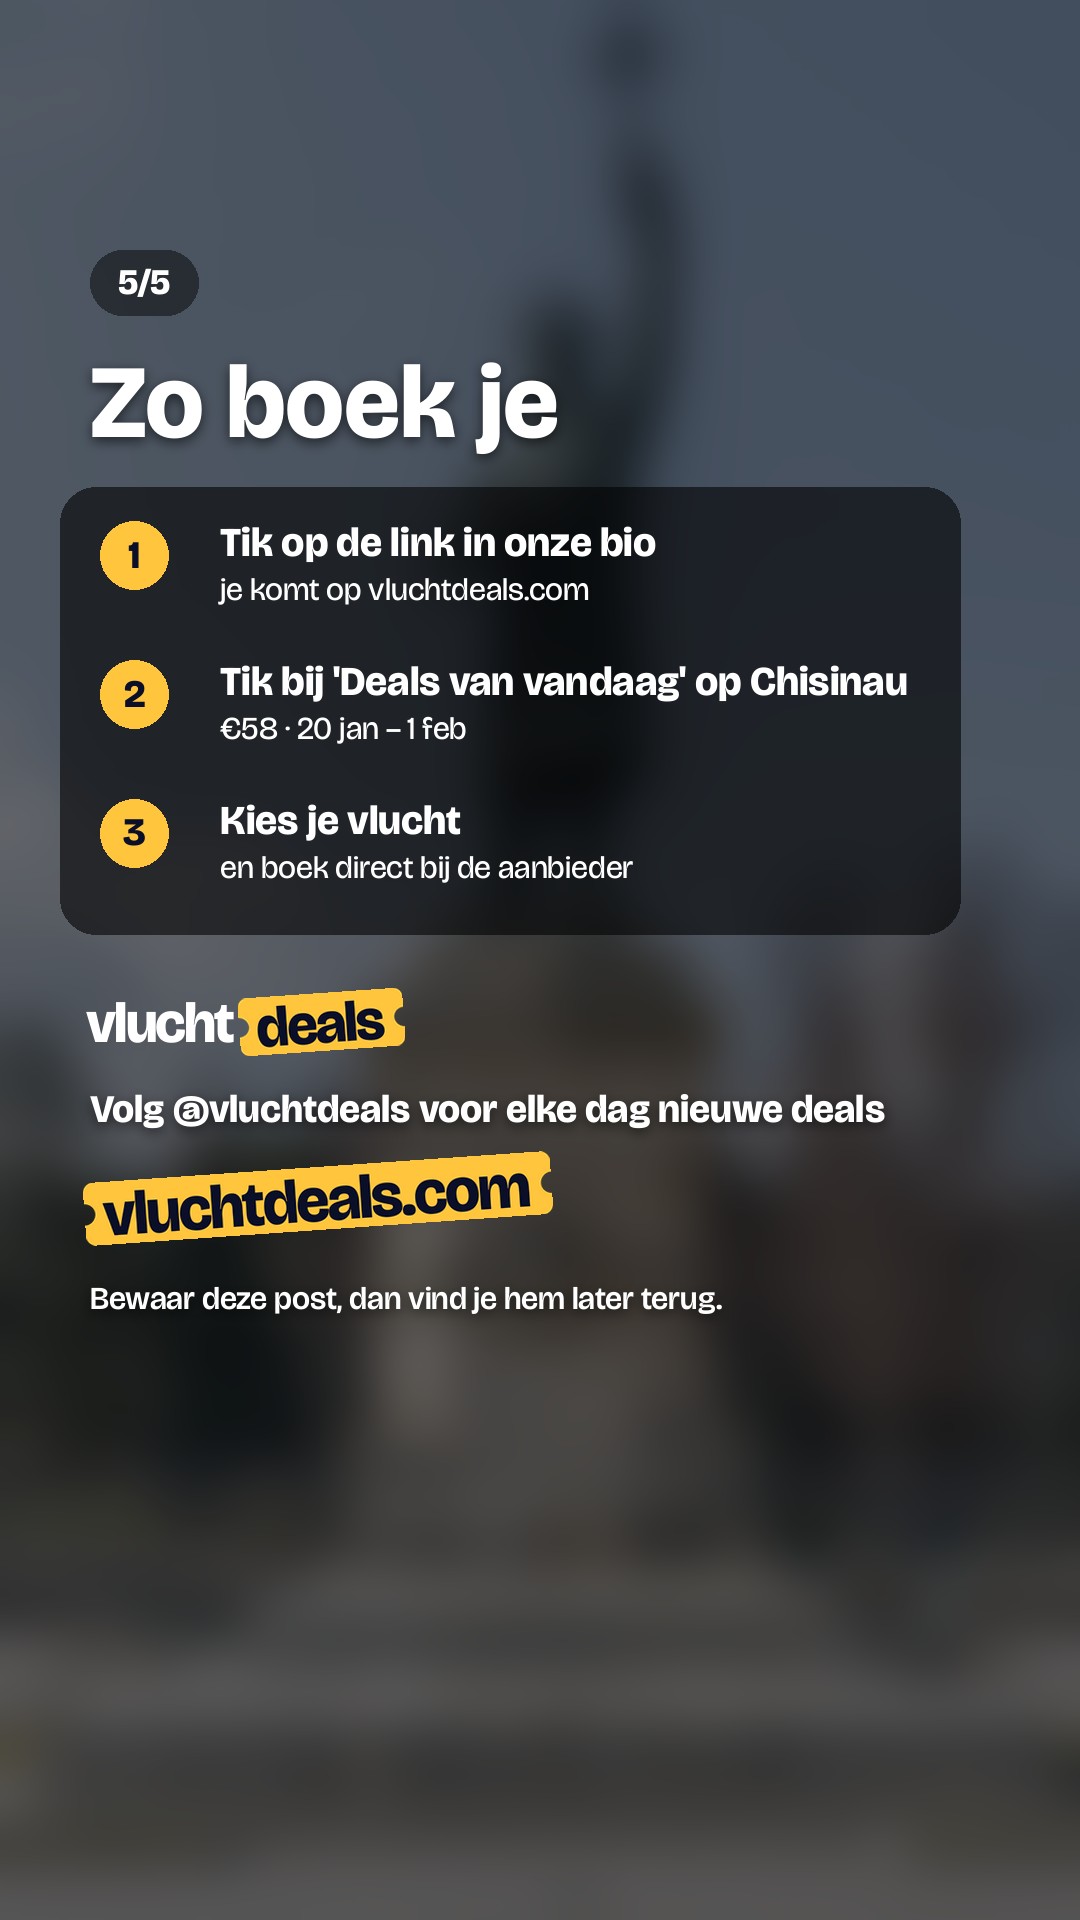 5/5
Zo boek je
1
Tik op de link in onze bio
je komt op vluchtdeals.com
2
Tik bij 'Deals van vandaag' op Chisinau
€58 · 20 jan – 1 feb
3
Kies je vlucht
en boek direct bij de aanbieder
vlucht deals
Volg @vluchtdeals voor elke dag nieuwe deals
vluchtdeals.com
Bewaar deze post, dan vind je hem later terug.